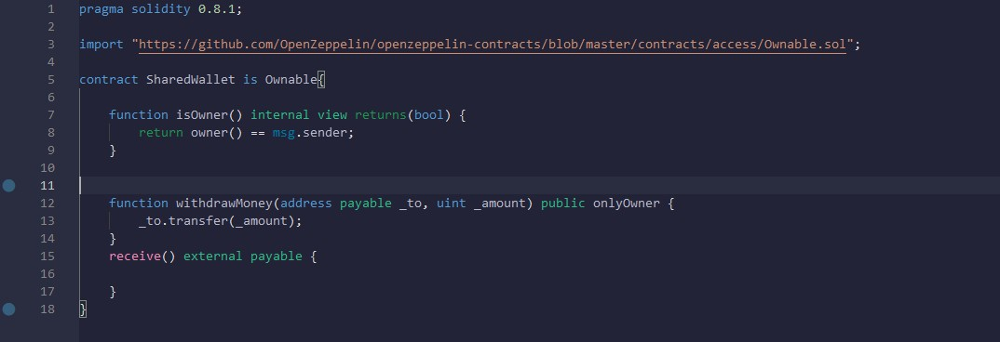 1 pragma solidity 0.8.1;
2
3 import "https://github.com/OpenZeppelin/openzeppelin-contracts/blob/master/contracts/access/Ownable.sol";
4
5 contract SharedWallet is Ownable{
6
7     function isOwner() internal view returns(bool) {
8         return owner() == msg.sender;
9     }
10
11
12     function withdrawMoney(address payable _to, uint _amount) public onlyOwner {
13         _to.transfer(_amount);
14     }
15     receive() external payable {
16
17     }
18 }